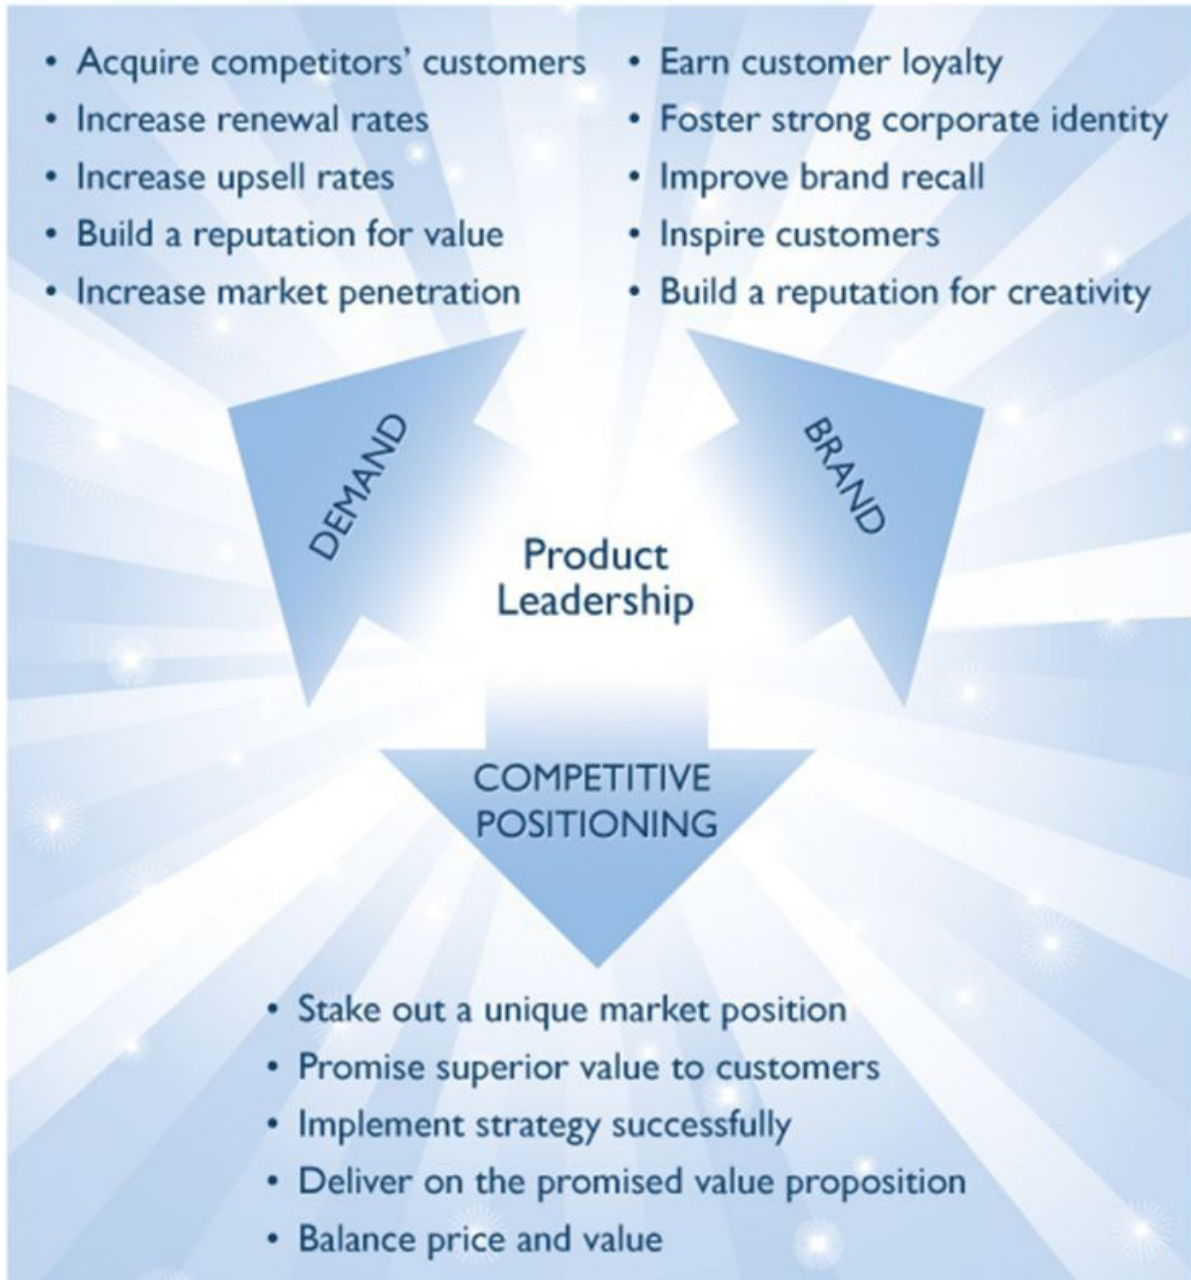 • Acquire competitors’ customers
• Increase renewal rates
• Increase upsell rates
• Build a reputation for value
• Increase market penetration
• Earn customer loyalty
• Foster strong corporate identity
• Improve brand recall
• Inspire customers
• Build a reputation for creativity
DEMAND
BRAND
Product
Leadership
COMPETITIVE
POSITIONING
• Stake out a unique market position
• Promise superior value to customers
• Implement strategy successfully
• Deliver on the promised value proposition
• Balance price and value